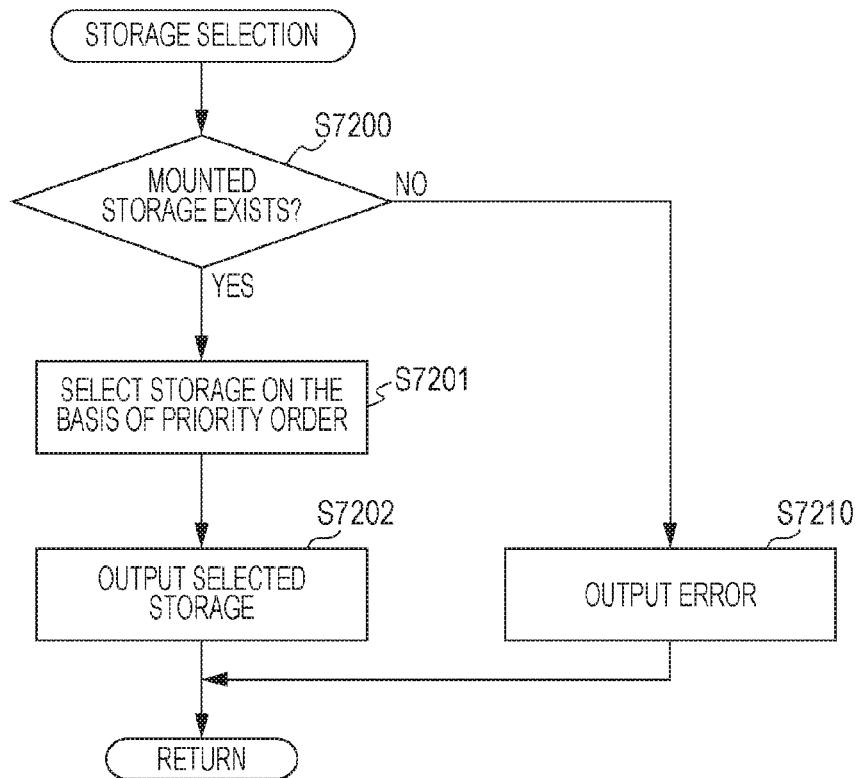 STORAGE SELECTION
S7200
MOUNTED
STORAGE EXISTS?
NO
YES
SELECT STORAGE ON THE
BASIS OF PRIORITY ORDER
S7201
S7202
OUTPUT SELECTED
STORAGE
S7210
OUTPUT ERROR
RETURN